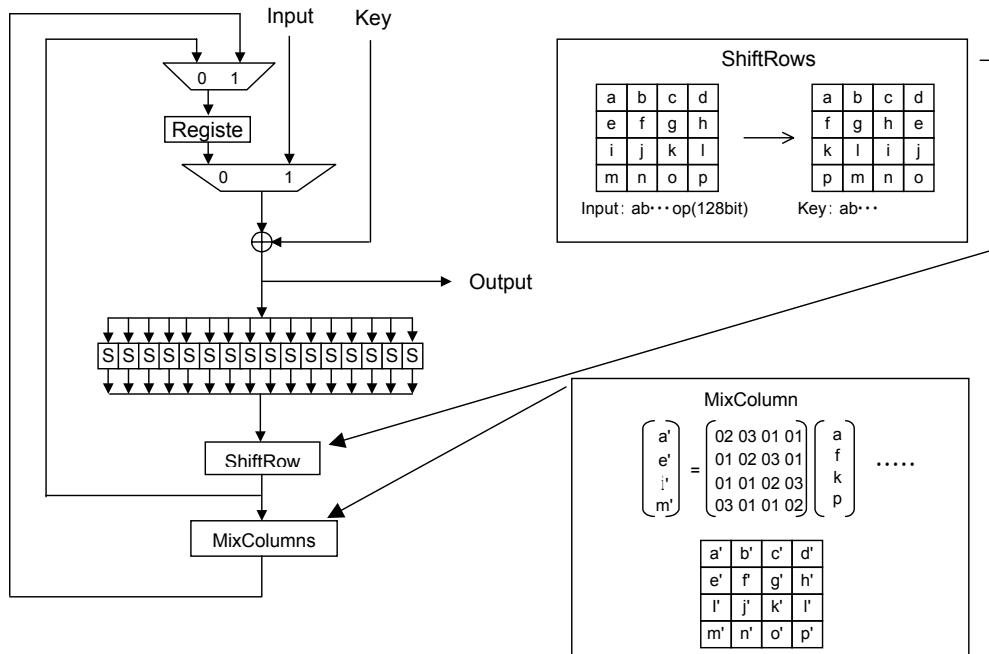 Input
Key
0 1
Registe
0 1
Output
S S S S S S S S S S S S S S S S
ShiftRow
MixColumns
ShiftRows
a b c d
e f g h
i j k l
m n o p
a b c d
f g h e
k l i j
p m n o
Input: ab···op(128bit)
Key: ab···
MixColumn
a'
e'
i'
m'
=
02 03 01 01
01 02 03 01
01 01 02 03
03 01 01 02
a
f
k
p
·····
a' b' c' d'
e' f' g' h'
l' j' k' l'
m' n' o' p'